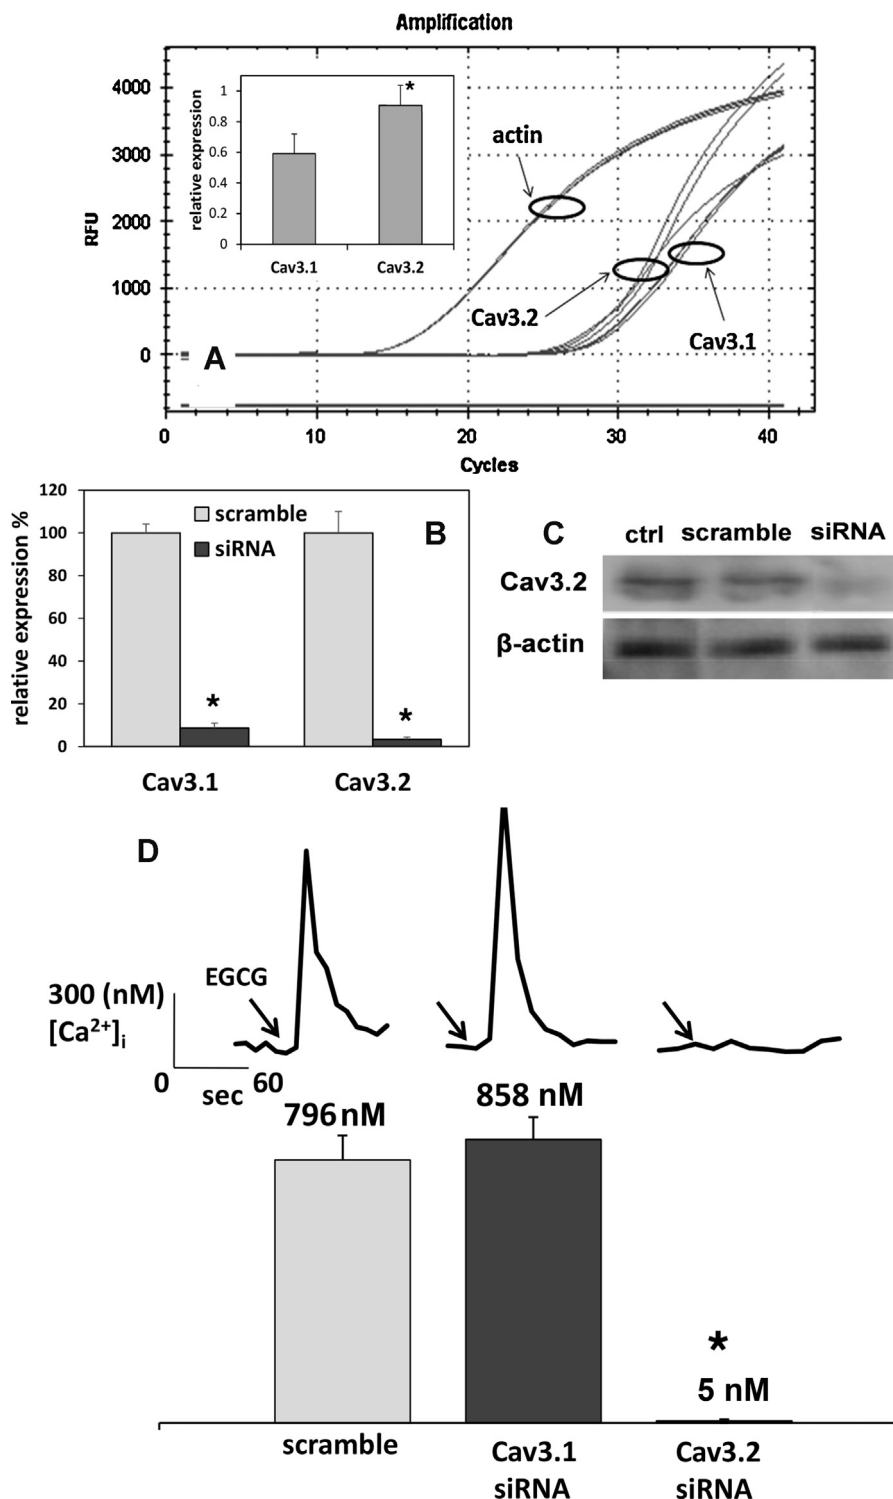 Amplification
4000
3000
2000
1000
0
RFU
relative expression
1
0.8
0.6
0.4
0.2
0
*
Cav3.1 Cav3.2
actin
Cav3.2
Cav3.1
A
0 10 20 30 40
Cycles
relative expression %
120
100
80
60
40
20
0
scramble
siRNA
B
* *
Cav3.1 Cav3.2
C
ctrl scramble siRNA
Cav3.2
β-actin
D
EGCG
300 (nM)
[Ca²⁺]ᵢ
0 sec 60
796 nM
858 nM
*
5 nM
scramble
Cav3.1
siRNA
Cav3.2
siRNA